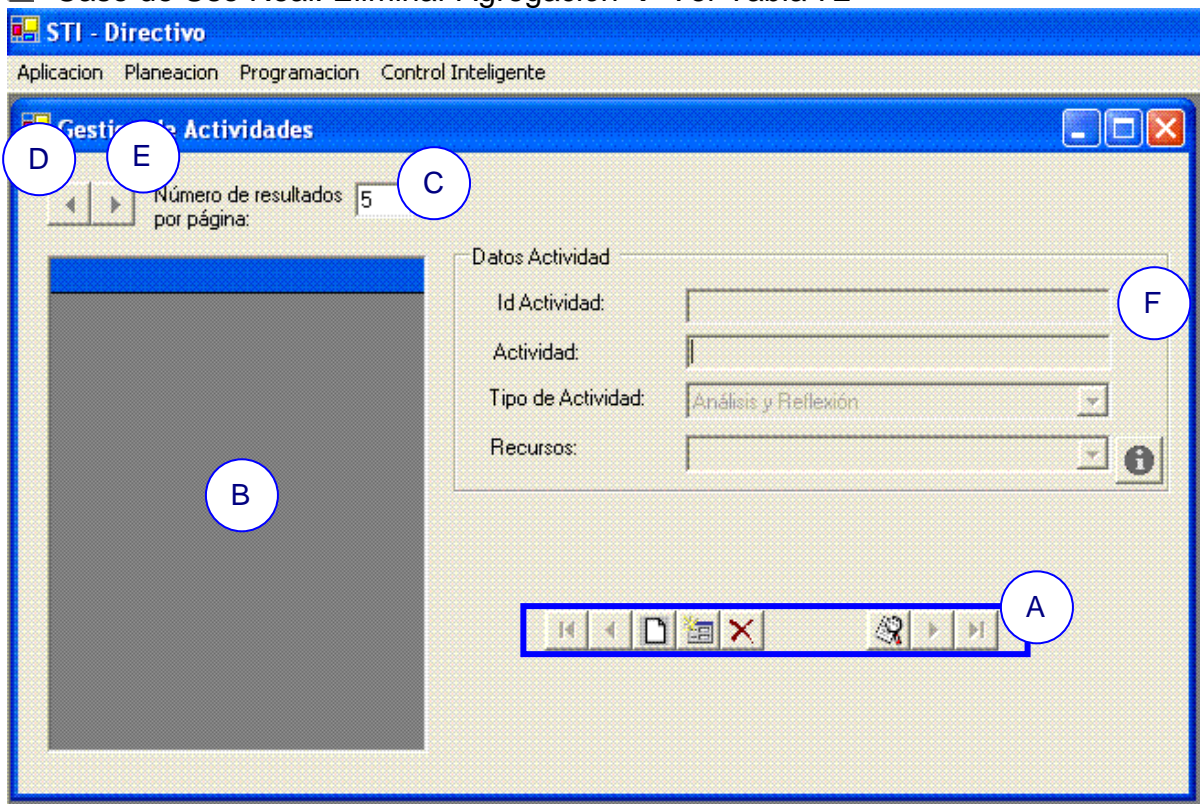 STI - Directivo
Aplicacion Planeacion Programacion Control Inteligente
de Actividades
D
E
C
Número de resultados
por página:
5
Datos Actividad
Id Actividad:
F
Actividad:
Tipo de Actividad:
Análisis y Reflexión
Recursos:
B
A